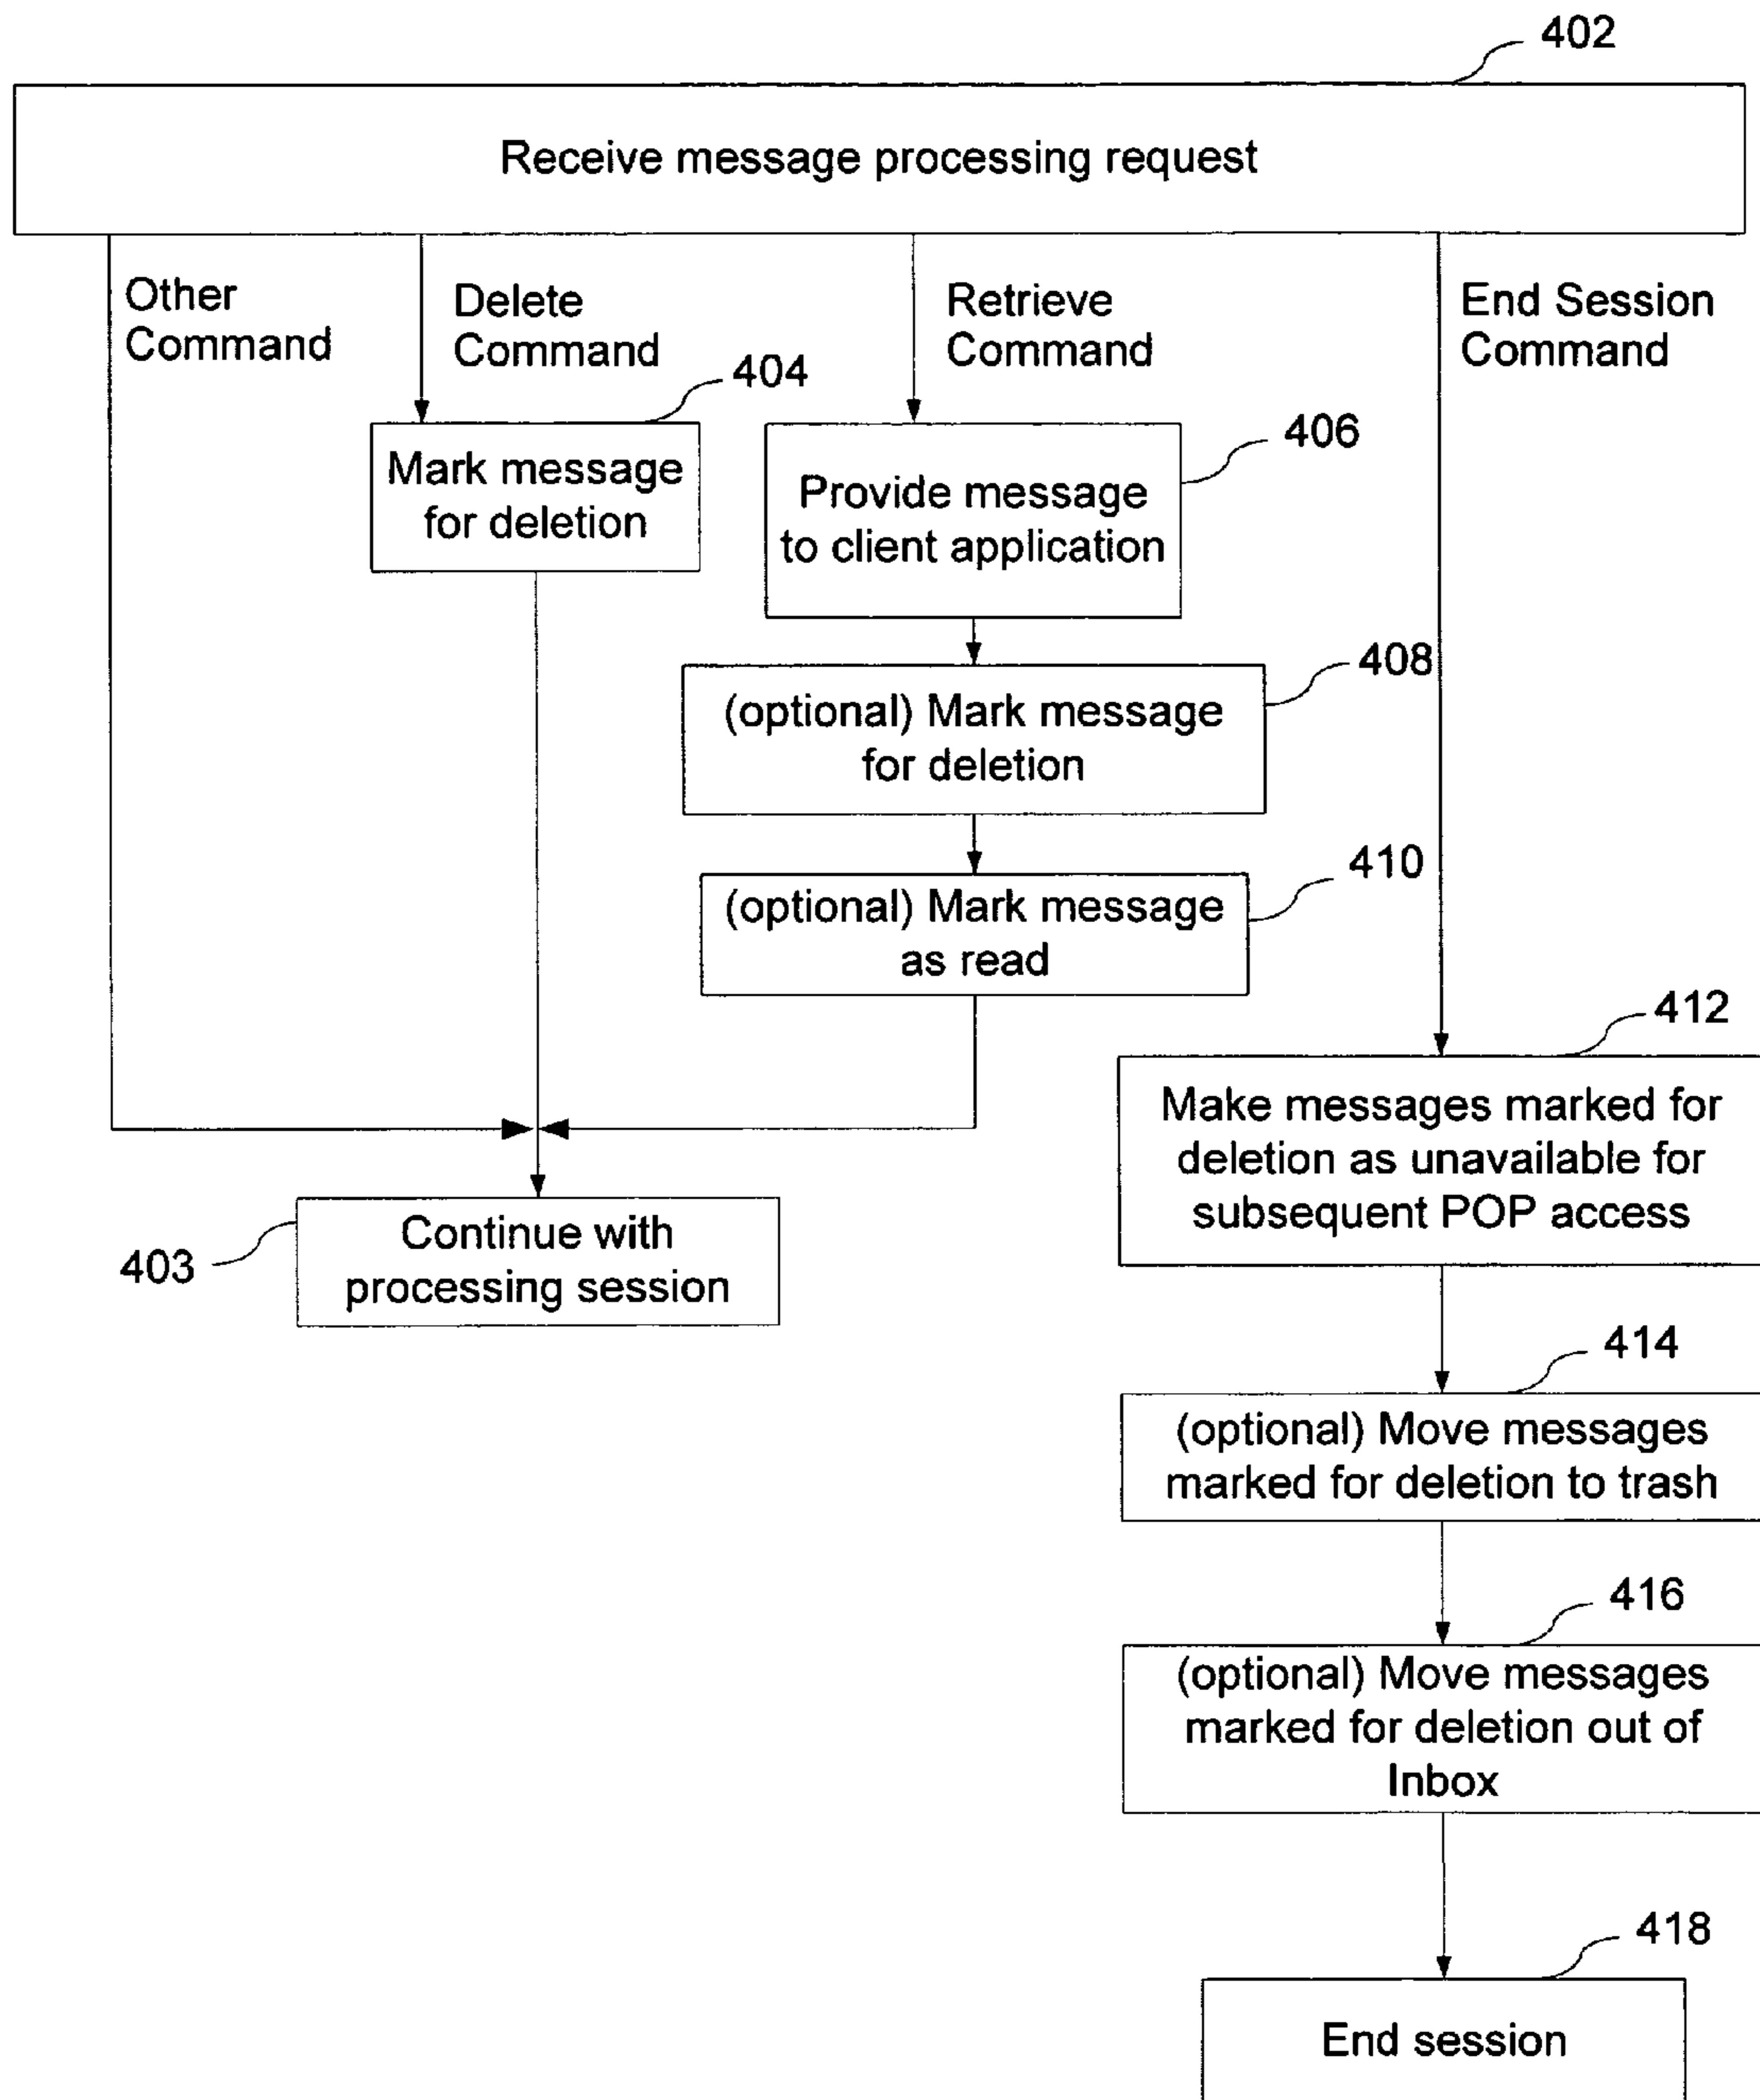 402
Receive message processing request
Other
Command
Delete
Command
Retrieve
Command
End Session
Command
404
Mark message
for deletion
406
Provide message
to client application
408
(optional) Mark message
for deletion
410
(optional) Mark message
as read
412
Make messages marked for
deletion as unavailable for
subsequent POP access
403
Continue with
processing session
414
(optional) Move messages
marked for deletion to trash
416
(optional) Move messages
marked for deletion out of
Inbox
418
End session